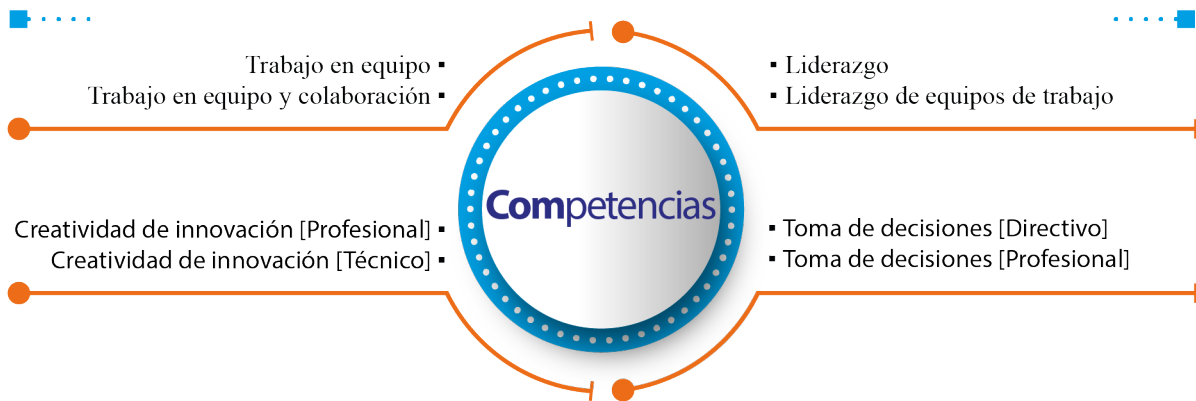 Trabajo en equipo ▪
Trabajo en equipo y colaboración ▪
▪ Liderazgo
▪ Liderazgo de equipos de trabajo
Competencias
Creatividad de innovación [Profesional] ▪
Creatividad de innovación [Técnico] ▪
▪ Toma de decisiones [Directivo]
▪ Toma de decisiones [Profesional]